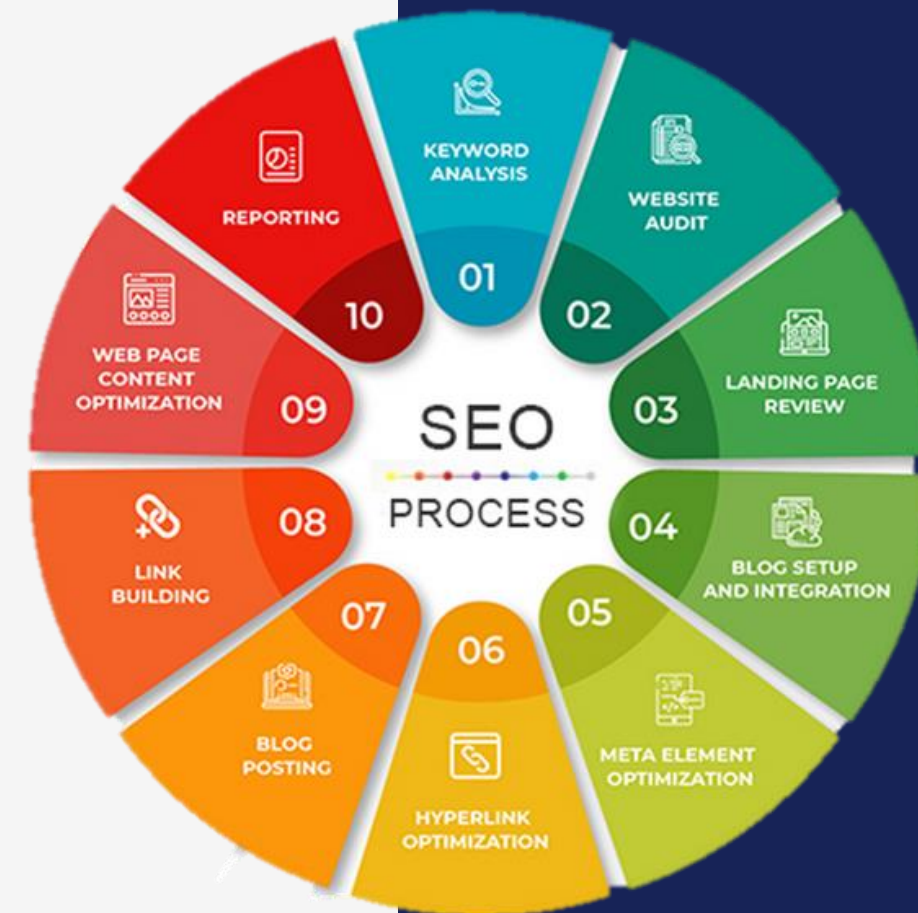 SEO
PROCESS
01
KEYWORD
ANALYSIS
02
WEBSITE
AUDIT
03
LANDING PAGE
REVIEW
04
BLOG SETUP
AND INTEGRATION
05
META ELEMENT
OPTIMIZATION
06
HYPERLINK
OPTIMIZATION
07
BLOG
POSTING
08
LINK
BUILDING
09
WEB PAGE
CONTENT
OPTIMIZATION
10
REPORTING